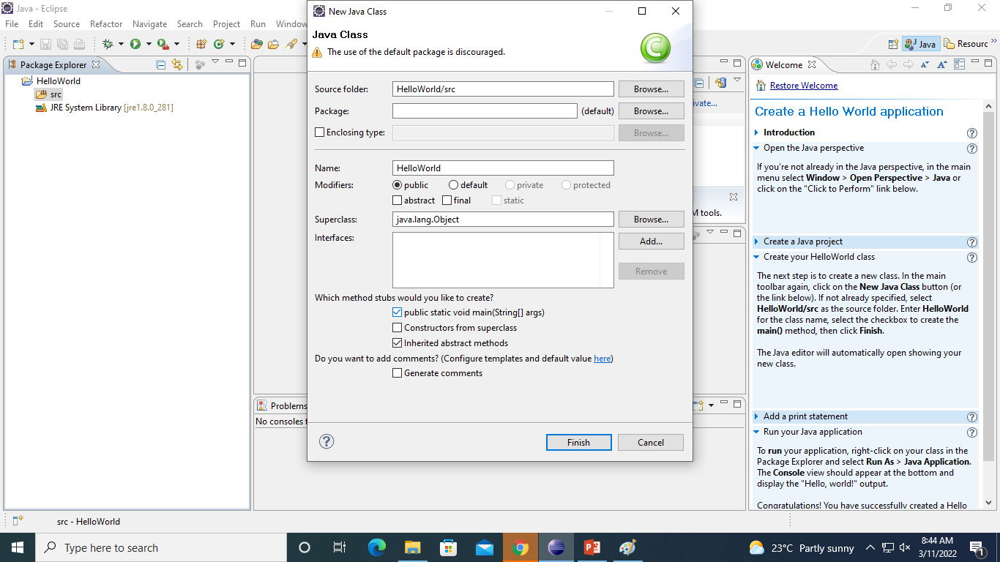 Java - Eclipse
File Edit Source Refactor Navigate Search Project Run Window
Java
Resourc
Package Explorer
HelloWorld
src
JRE System Library [jre1.8.0_281]
New Java Class
Java Class
The use of the default package is discouraged.
Source folder: HelloWorld/src Browse...
Package: (default) Browse...
Enclosing type: Browse...
Name: HelloWorld
Modifiers: public default private protected
abstract final static
Superclass: java.lang.Object Browse...
Interfaces: Add...
Remove
Which method stubs would you like to create?
public static void main(String[] args)
Constructors from superclass
Inherited abstract methods
Do you want to add comments? (Configure templates and default value here)
Generate comments
Finish Cancel
ivate...
M tools.
Problems
No consoles
Welcome
Restore Welcome
Create a Hello World application
Introduction
Open the Java perspective
If you're not already in the Java perspective, in the main
menu select Window > Open Perspective > Java or
click on the "Click to Perform" link below.
Create a Java project
Create your HelloWorld class
The next step is to create a new class. In the main
toolbar again, click on the New Java Class button (or
the link below). If not already specified, select
HelloWorld/src as the source folder. Enter HelloWorld
for the class name, select the checkbox to create the
main() method, then click Finish.
The Java editor will automatically open showing your
new class.
Add a print statement
Run your Java application
To run your application, right-click on your class in the
Package Explorer and select Run As > Java Application.
The Console view should appear at the bottom and
display the "Hello, world!" output.
Congratulations! You have successfully created a Hello
src - HelloWorld
Type here to search
23°C Partly sunny
8:44 AM
3/11/2022
1